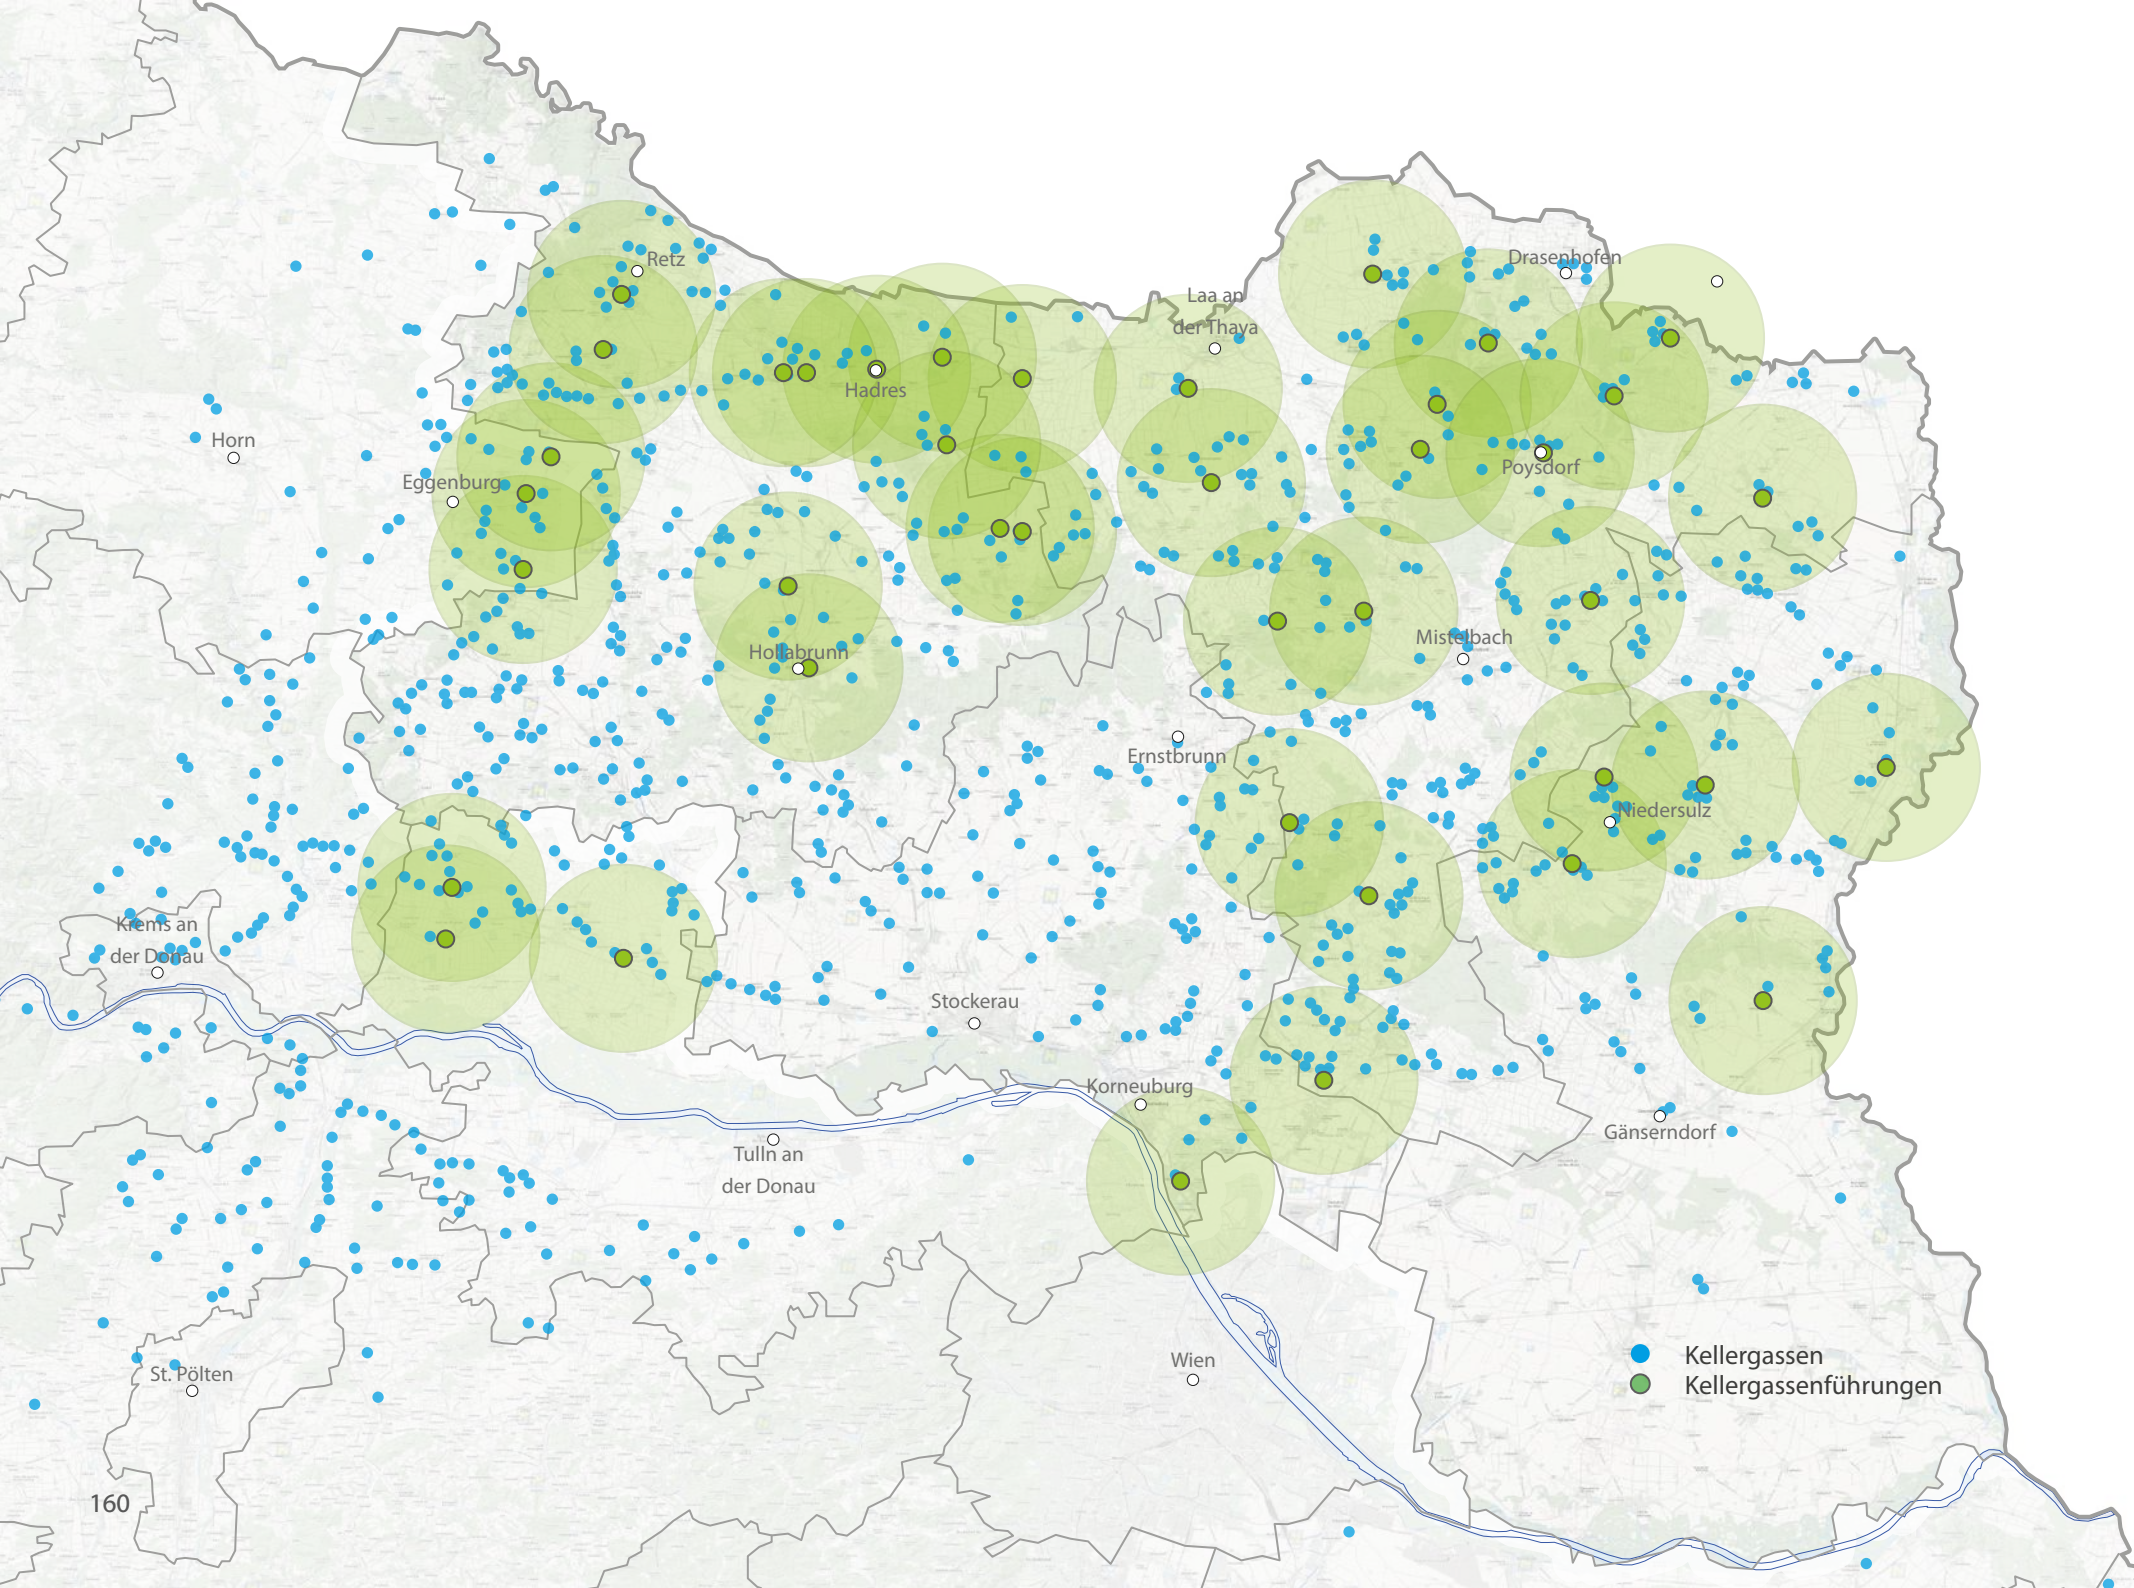 Retz
Drasenhofen
Laa an
der Thaya
Hadres
Horn
Eggenburg
Poysdorf
Hollabrunn
Mistelbach
Ernstbrunn
Niedersulz
Krems an
der Donau
Stockerau
Korneuburg
Gänserndorf
Tulln an
der Donau
Wien
St. Pölten
Kellergassen
Kellergassenführungen
160